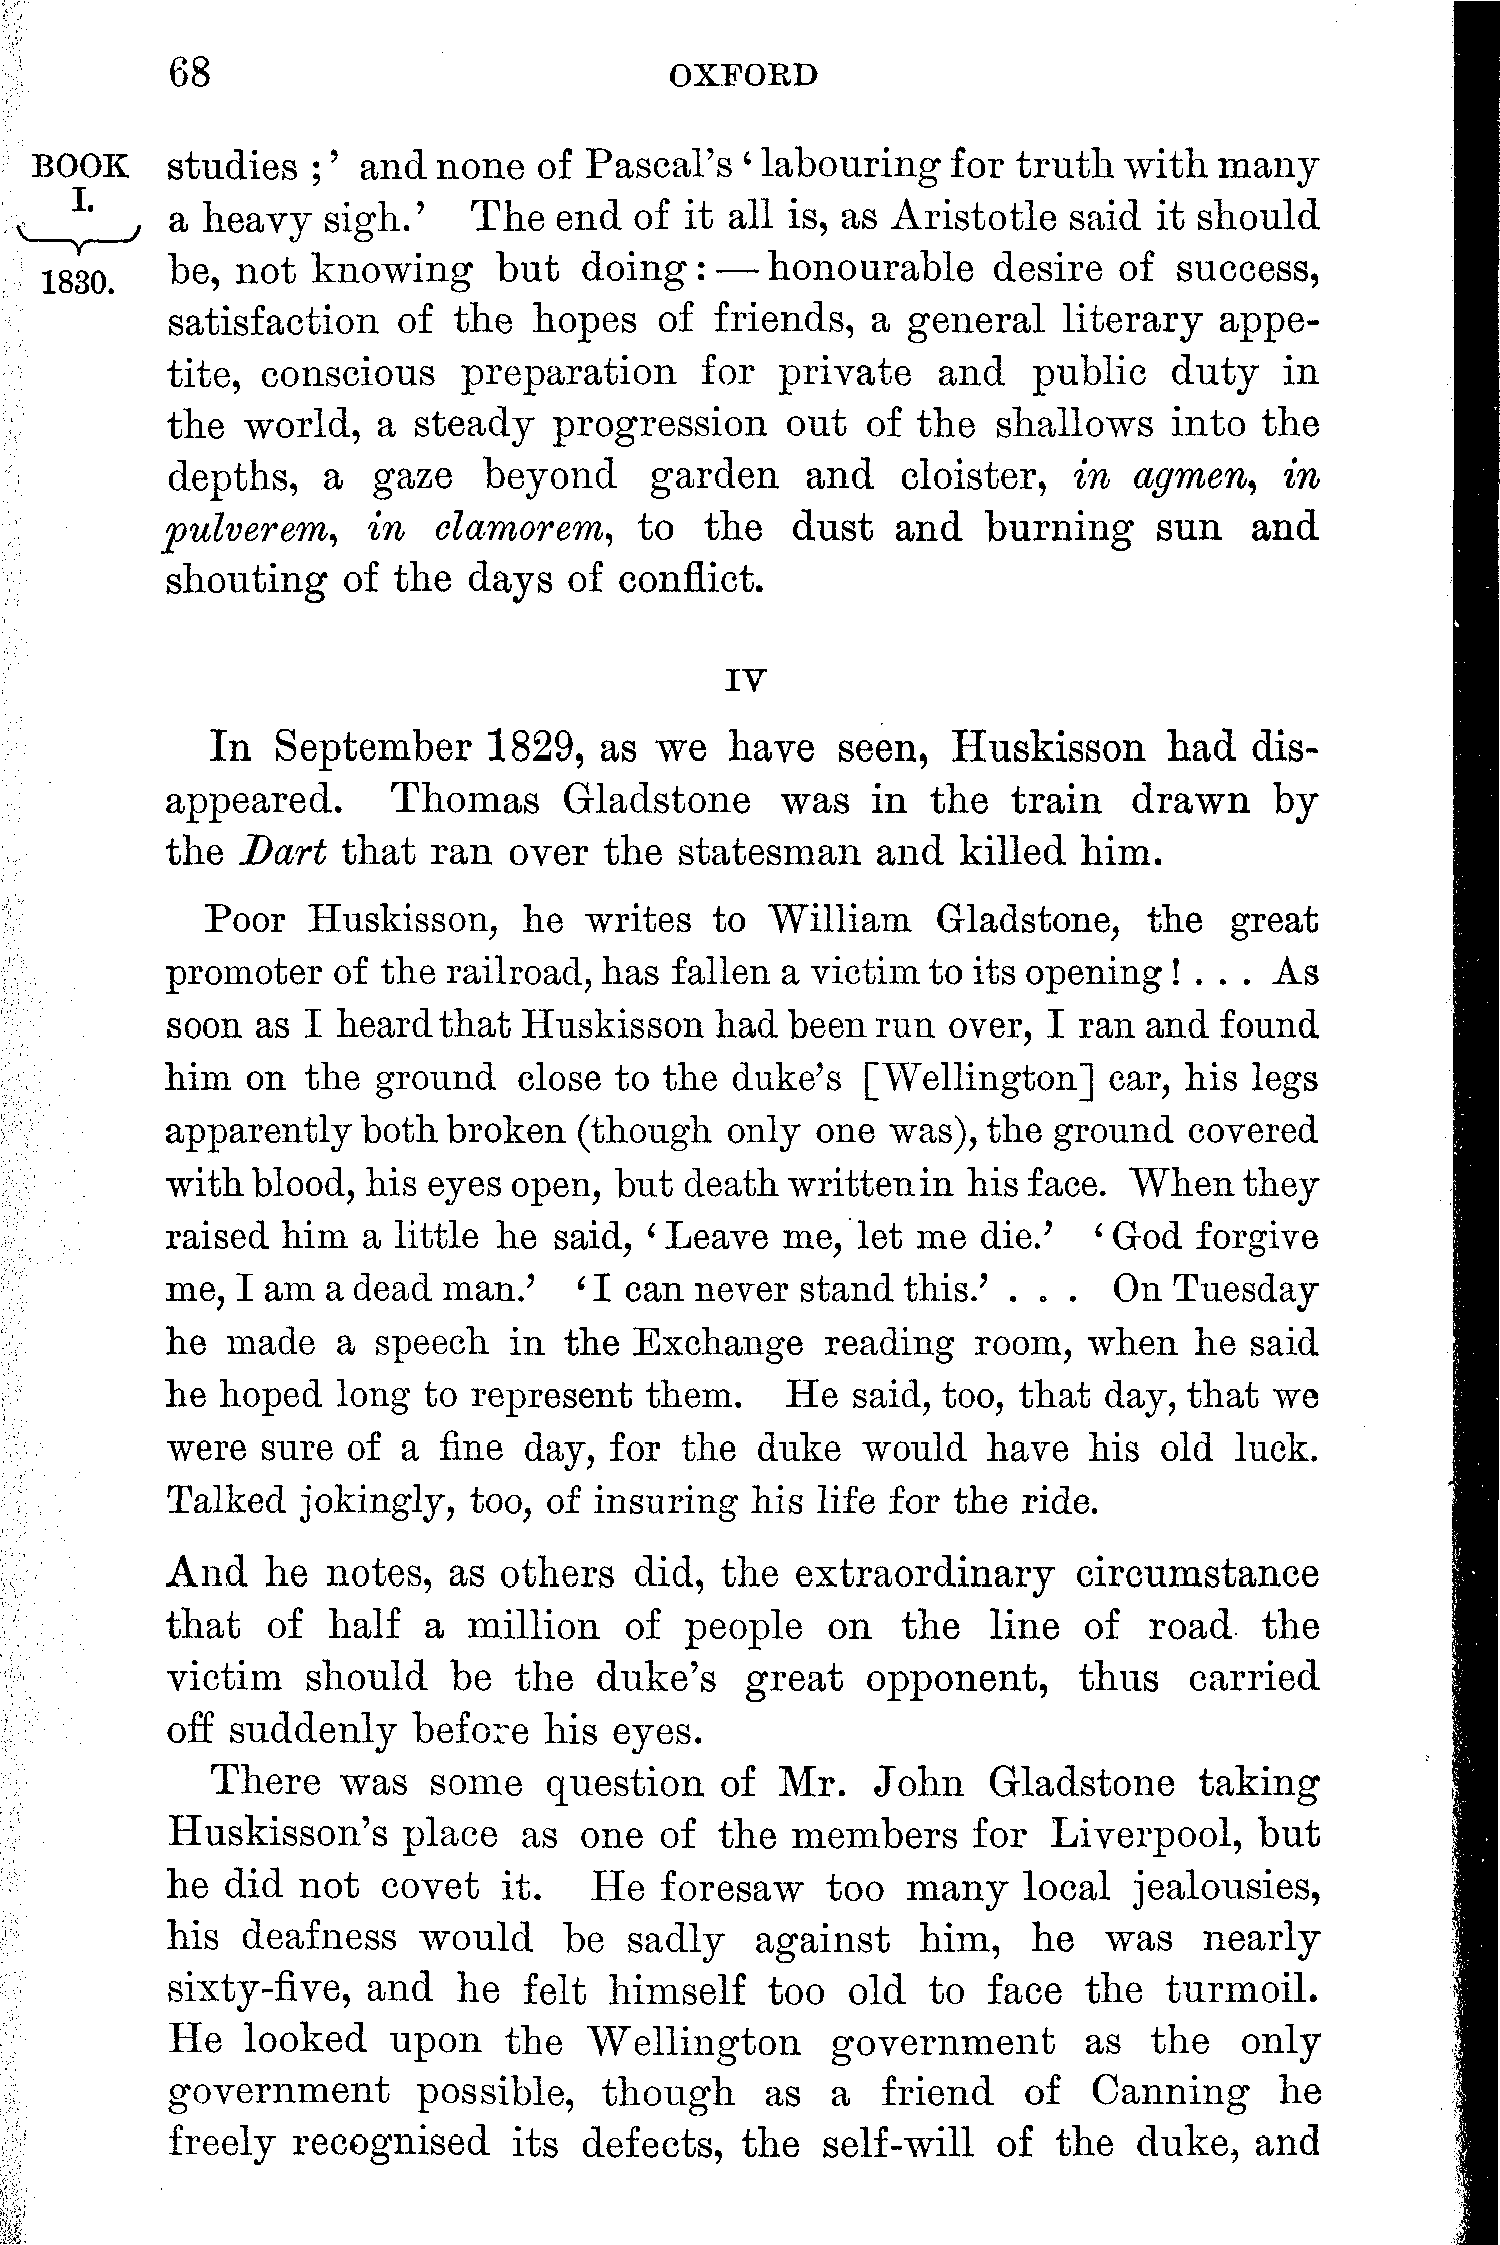 68 OXFORD
BOOK studies ;' and none of Pascal's ' labouring for truth with many
I. a heavy sigh.' The end of it all is, as Aristotle said it should
1830. be, not knowing but doing : — honourable desire of success,
satisfaction of the hopes of friends, a general literary appe-
tite, conscious preparation for private and public duty in
the world, a steady progression out of the shallows into the
depths, a gaze beyond garden and cloister, in agmen, in
pulverem, in clamorem, to the dust and burning sun and
shouting of the days of conflict.
IV
In September 1829, as we have seen, Huskisson had dis-
appeared. Thomas Gladstone was in the train drawn by
the Dart that ran over the statesman and killed him.
Poor Huskisson, he writes to William Gladstone, the great
promoter of the railroad, has fallen a victim to its opening ! . . . As
soon as I heard that Huskisson had been run over, I ran and found
him on the ground close to the duke's [Wellington] car, his legs
apparently both broken (though only one was), the ground covered
with blood, his eyes open, but death written in his face. When they
raised him a little he said, ' Leave me, let me die.' ' God forgive
me, I am a dead man.' ' I can never stand this.' . . . On Tuesday
he made a speech in the Exchange reading room, when he said
he hoped long to represent them. He said, too, that day, that we
were sure of a fine day, for the duke would have his old luck.
Talked jokingly, too, of insuring his life for the ride.
And he notes, as others did, the extraordinary circumstance
that of half a million of people on the line of road the
victim should be the duke's great opponent, thus carried
off suddenly before his eyes.
There was some question of Mr. John Gladstone taking
Huskisson's place as one of the members for Liverpool, but
he did not covet it. He foresaw too many local jealousies,
his deafness would be sadly against him, he was nearly
sixty-five, and he felt himself too old to face the turmoil.
He looked upon the Wellington government as the only
government possible, though as a friend of Canning he
freely recognised its defects, the self-will of the duke, and